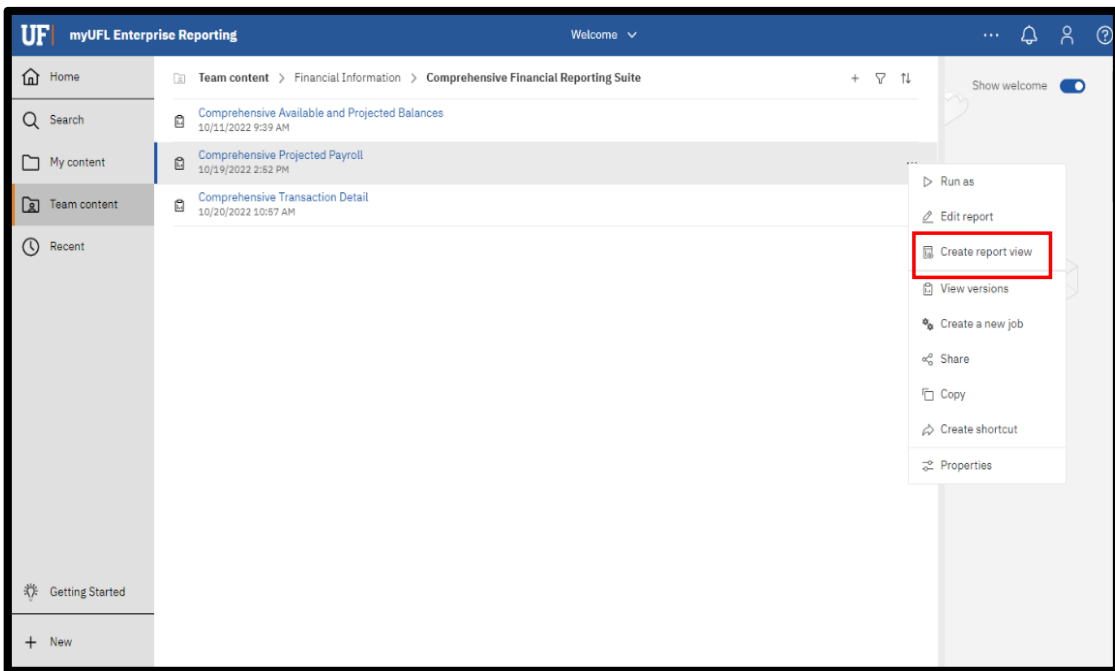 UF myUFL Enterprise Reporting
Welcome
Home
Search
My content
Team content
Recent
Getting Started
+ New
Team content > Financial Information > Comprehensive Financial Reporting Suite
Comprehensive Available and Projected Balances
10/11/2022 9:39 AM
Comprehensive Projected Payroll
10/19/2022 2:52 PM
Comprehensive Transaction Detail
10/20/2022 10:57 AM
Show welcome
Run as
Edit report
Create report view
View versions
Create a new job
Share
Copy
Create shortcut
Properties